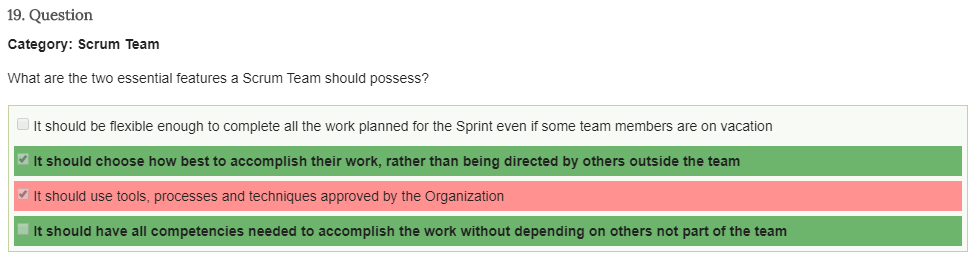 19. Question
Category: Scrum Team
What are the two essential features a Scrum Team should possess?
It should be flexible enough to complete all the work planned for the Sprint even if some team members are on vacation
It should choose how best to accomplish their work, rather than being directed by others outside the team
It should use tools, processes and techniques approved by the Organization
It should have all competencies needed to accomplish the work without depending on others not part of the team